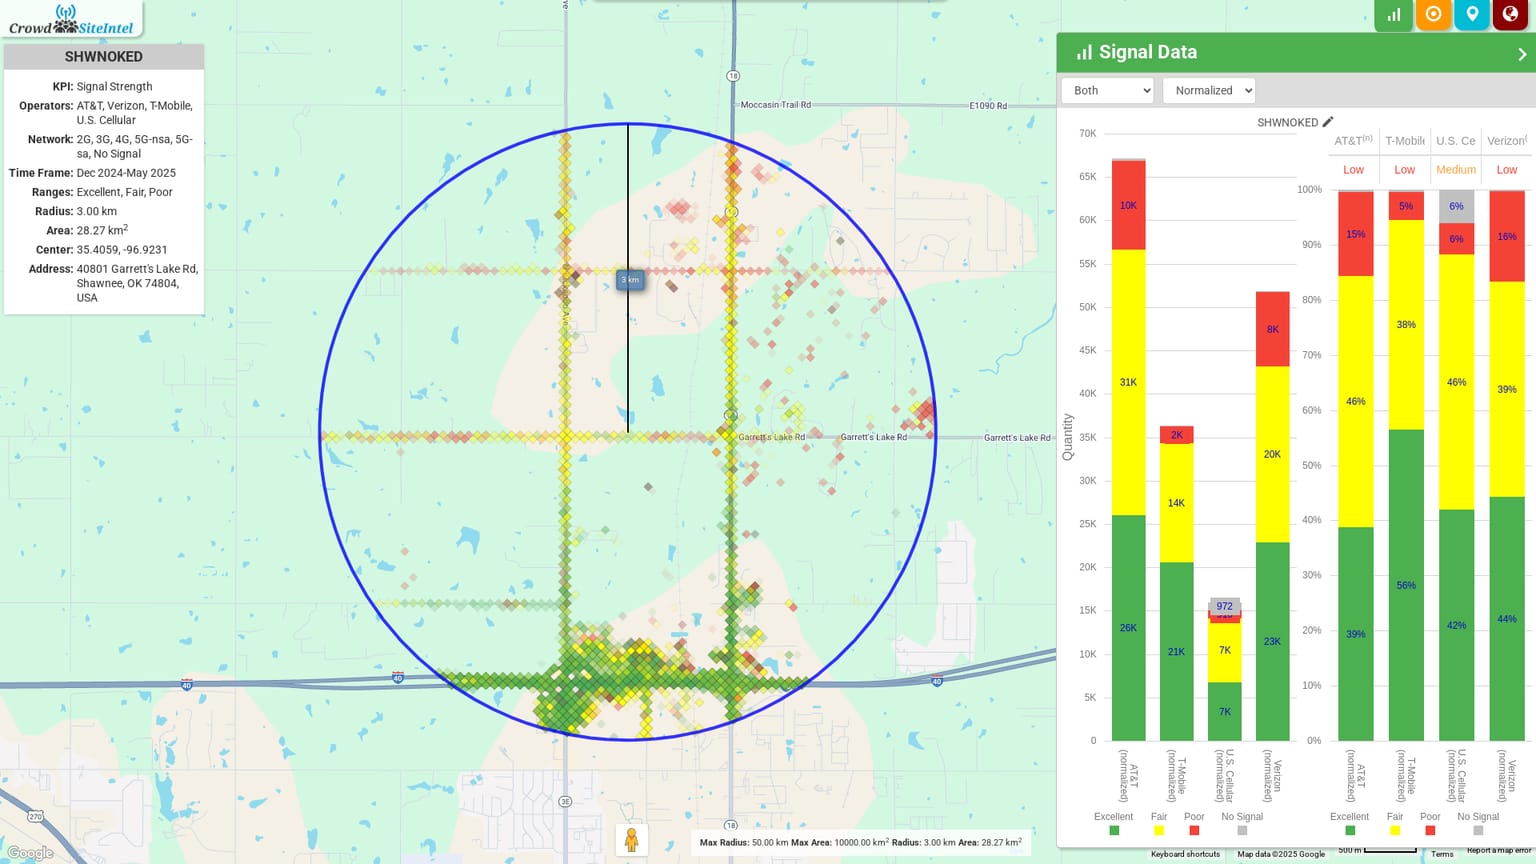 CrowdSiteIntel
SHWNOKED
KPI: Signal Strength
Operators: AT&T, Verizon, T-Mobile,
U.S. Cellular
Network: 2G, 3G, 4G, 5G-nsa, 5G-
sa, No Signal
Time Frame: Dec 2024-May 2025
Ranges: Excellent, Fair, Poor
Radius: 3.00 km
Area: 28.27 km²
Center: 35.4059, -96.9231
Address: 40801 Garrett's Lake Rd,
Shawnee, OK 74804,
USA
18
Moccasin Trail Rd
E1090 Rd
3 km
Garrett's Lake Rd
Garrett's Lake Rd
Garrett's Lake Rd
40
40
40
270
3E
18
Google
Max Radius: 50.00 km Max Area: 10000.00 km² Radius: 3.00 km Area: 28.27 km²
Keyboard shortcuts
Map data ©2025 Google
500 m
Terms
Report a map error
Signal Data
Both
Normalized
SHWNOKED
Quantity
70K
65K
60K
55K
50K
45K
40K
35K
30K
25K
20K
15K
10K
5K
0
10K
31K
26K
2K
14K
21K
972
7K
7K
8K
20K
23K
AT&T
(normalized)
T-Mobile
(normalized)
U.S. Cellular
(normalized)
Verizon
(normalized)
Excellent
Fair
Poor
No Signal
AT&T(n)
T-Mobile
U.S. Ce
Verizon(
Low
Low
Medium
Low
100%
90%
80%
70%
60%
50%
40%
30%
20%
10%
0%
15%
46%
39%
5%
38%
56%
6%
6%
46%
42%
16%
39%
44%
AT&T
(normalized)
T-Mobile
(normalized)
U.S. Cellular
(normalized)
Verizon
(normalized)
Excellent
Fair
Poor
No Signal